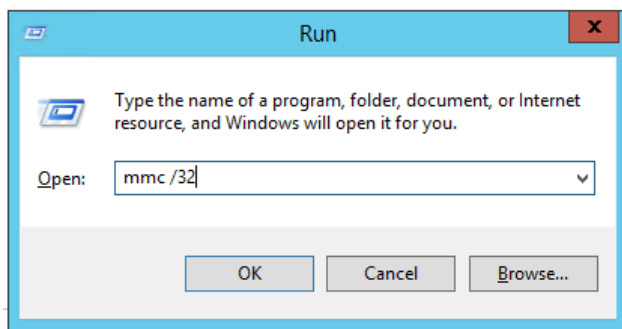 Run
x
Type the name of a program, folder, document, or Internet
resource, and Windows will open it for you.
Open:
mmc /32
OK
Cancel
Browse...